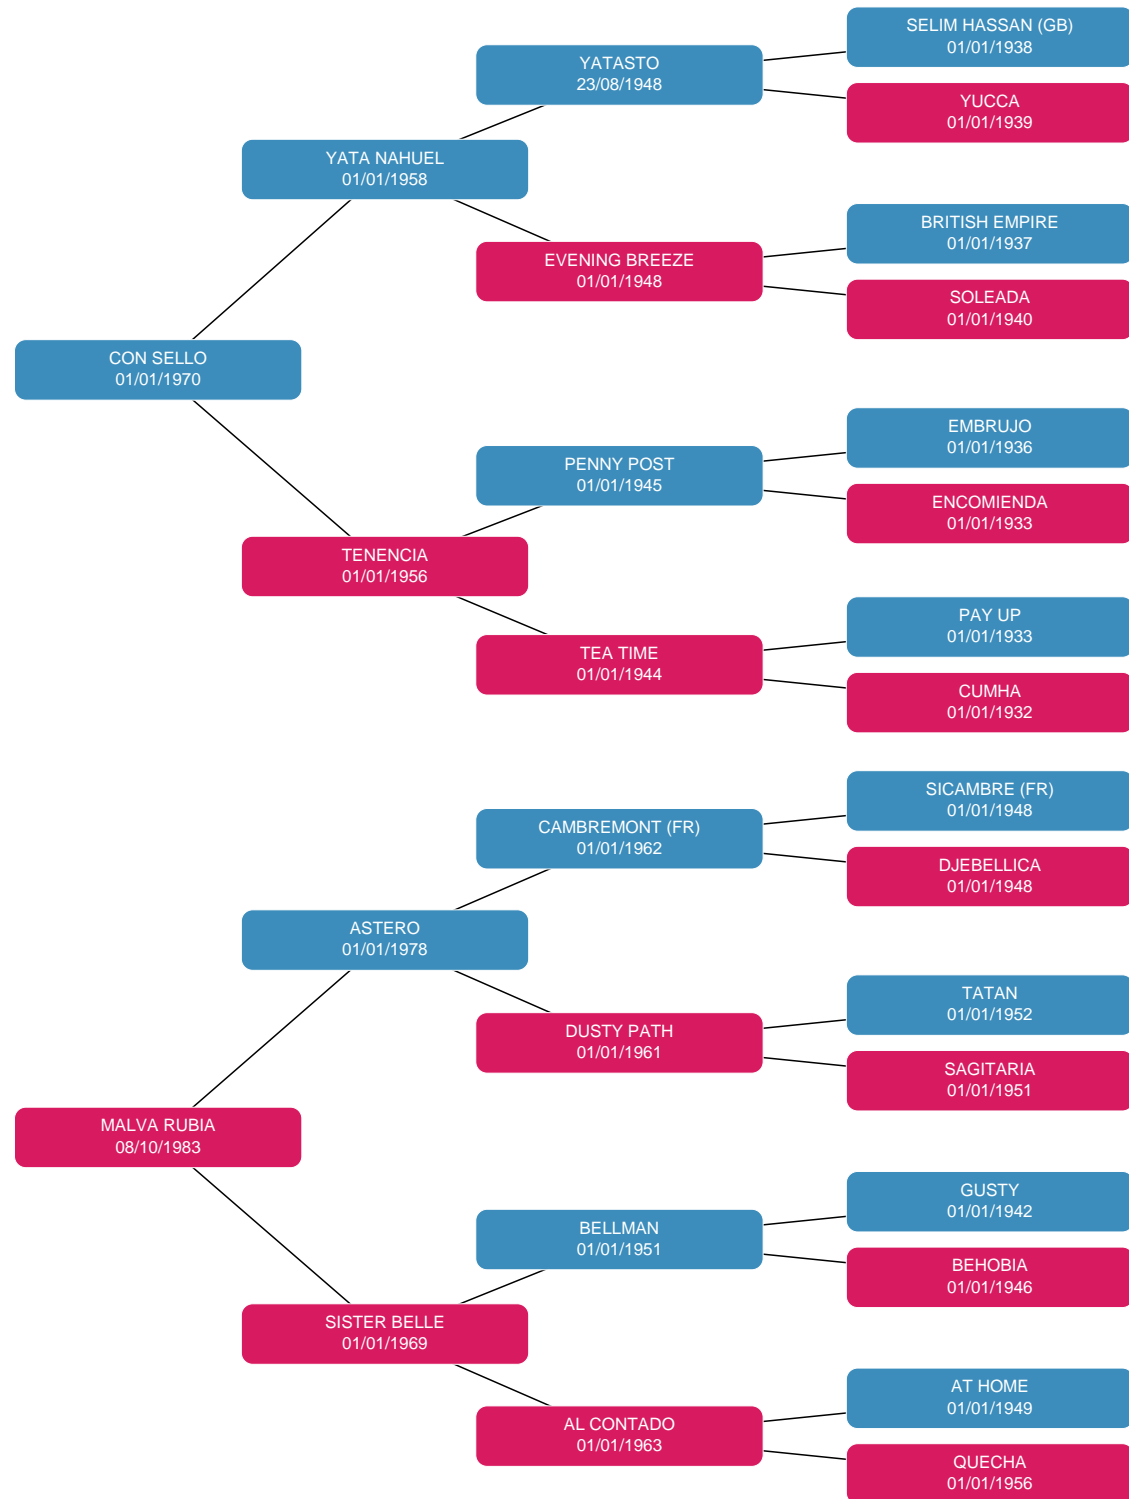 SELIM HASSAN (GB)
01/01/1938
YATASTO
23/08/1948
YUCCA
01/01/1939
YATA NAHUEL
01/01/1958
BRITISH EMPIRE
01/01/1937
EVENING BREEZE
01/01/1948
SOLEADA
01/01/1940
CON SELLO
01/01/1970
EMBRUJO
01/01/1936
PENNY POST
01/01/1945
ENCOMIENDA
01/01/1933
TENENCIA
01/01/1956
PAY UP
01/01/1933
TEA TIME
01/01/1944
CUMHA
01/01/1932
SICAMBRE (FR)
01/01/1948
CAMBREMONT (FR)
01/01/1962
DJEBELLICA
01/01/1948
ASTERO
01/01/1978
TATAN
01/01/1952
DUSTY PATH
01/01/1961
SAGITARIA
01/01/1951
MALVA RUBIA
08/10/1983
GUSTY
01/01/1942
BELLMAN
01/01/1951
BEHOBIA
01/01/1946
SISTER BELLE
01/01/1969
AT HOME
01/01/1949
AL CONTADO
01/01/1963
QUECHA
01/01/1956